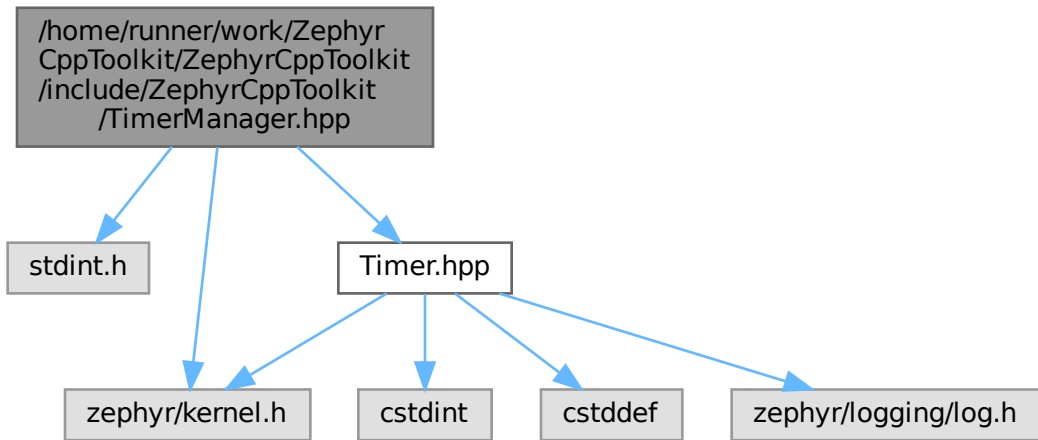 /home/runner/work/Zephyr
CppToolkit/ZephyrCppToolkit
/include/ZephyrCppToolkit
/TimerManager.hpp
stdint.h
Timer.hpp
zephyr/kernel.h
cstdint
cstddef
zephyr/logging/log.h